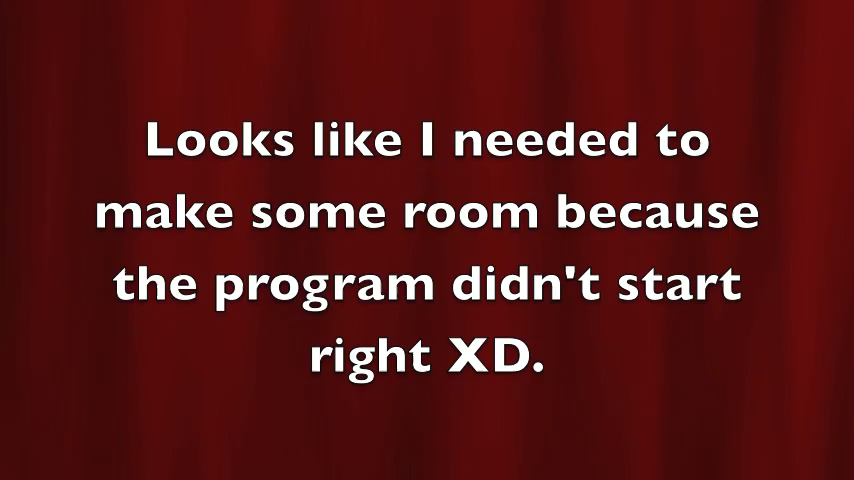 Looks like I needed to
make some room because
the program didn't start
right XD.